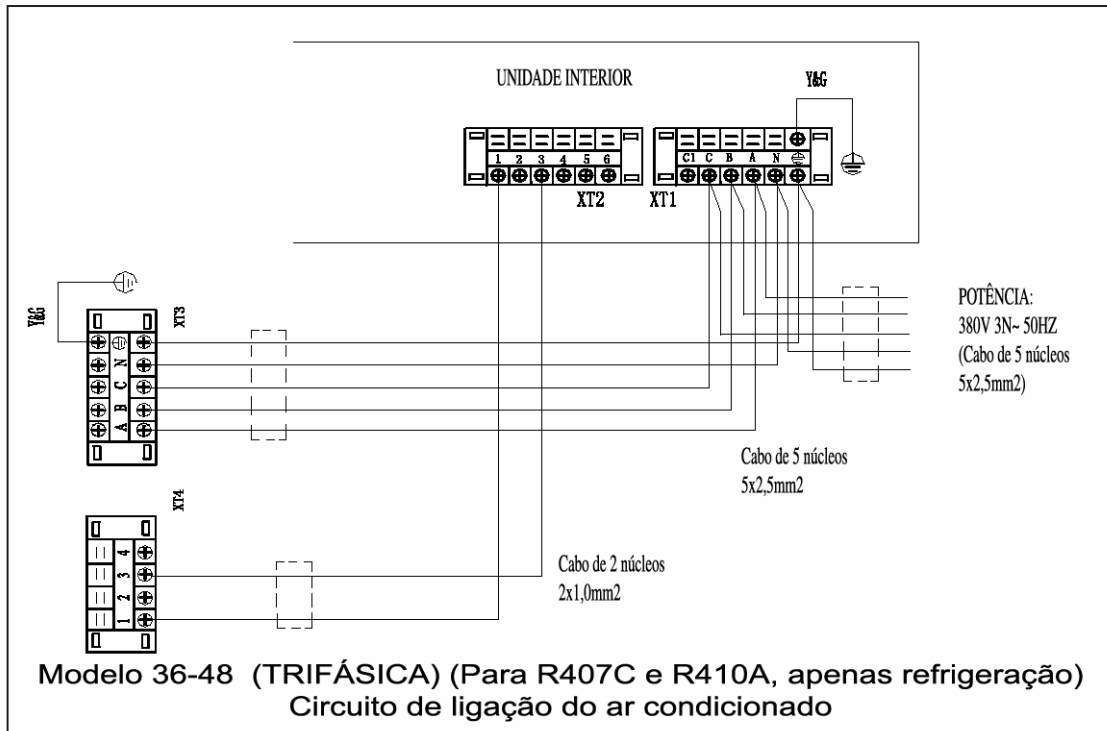 UNIDADE INTERIOR
Y&G
1 2 3 4 5 6
C1 C B A N
XT2
XT1
POTÊNCIA:
380V 3N~ 50HZ
(Cabo de 5 núcleos
5x2,5mm2)
Y&G
XT3
N
C
B
A
Cabo de 5 núcleos
5x2,5mm2
XT4
4
3
2
1
Cabo de 2 núcleos
2x1,0mm2
Modelo 36-48 (TRIFÁSICA) (Para R407C e R410A, apenas refrigeração)
Circuito de ligação do ar condicionado